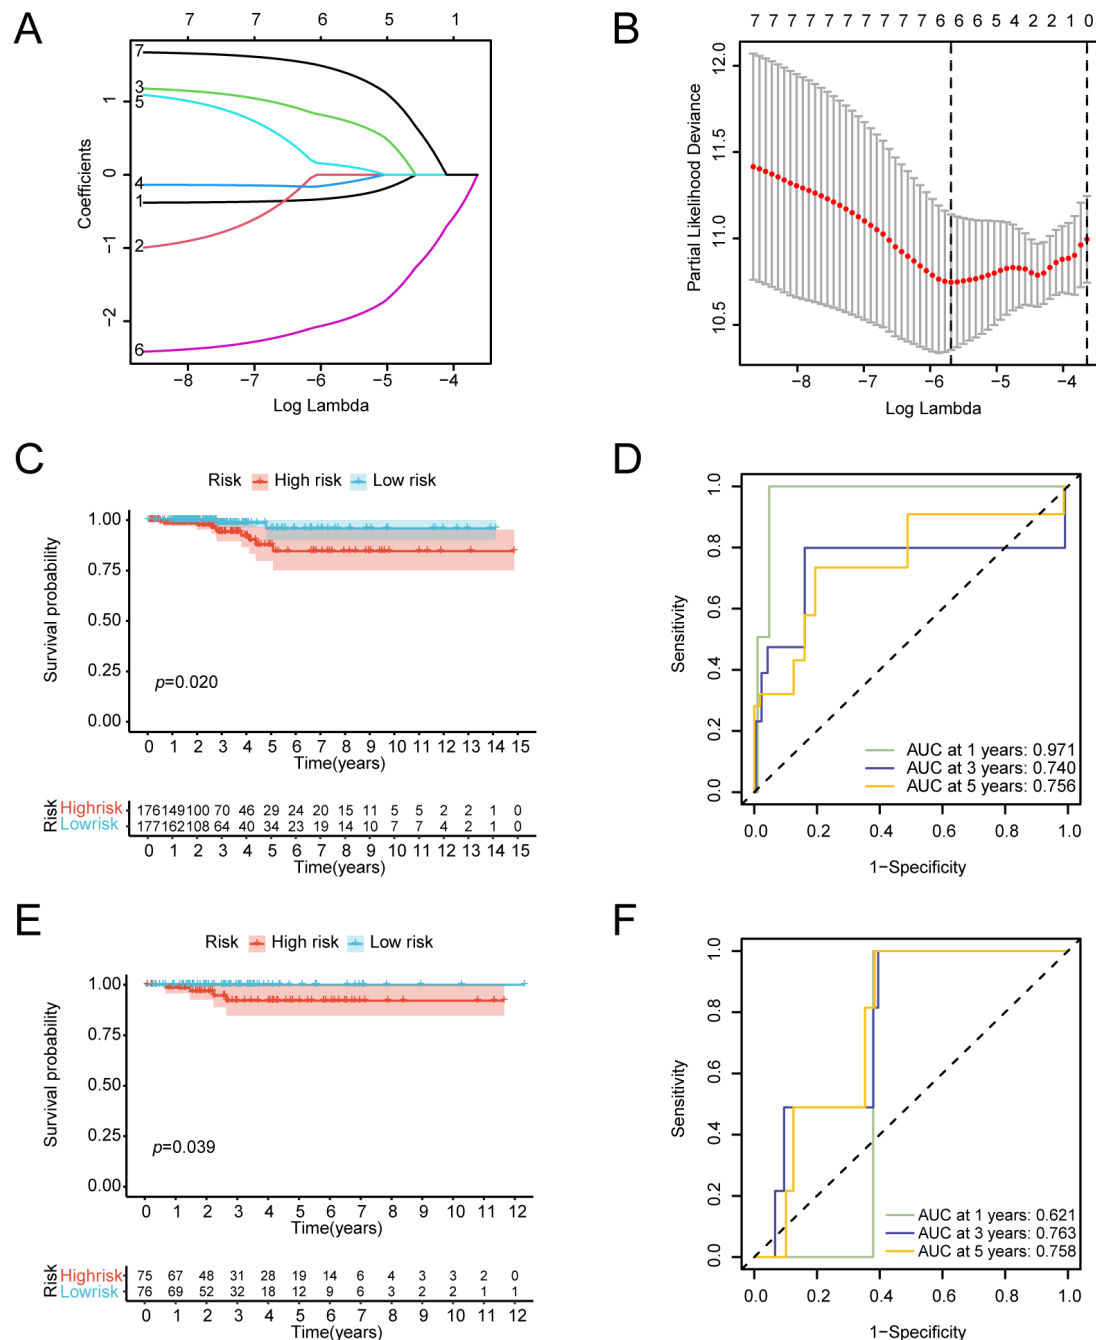 A
7 7 6 5 1
Coefficients
1
0
−1
−2
7
3
5
4
1
2
6
−8 −7 −6 −5 −4
Log Lambda
B
7 7 7 7 7 7 7 7 6 6 5 4 2 2 1 0
Partial Likelihood Deviance
12.0
11.5
11.0
10.5
−8 −7 −6 −5 −4
Log Lambda
C
Risk High risk Low risk
Survival probability
1.00
0.75
0.50
0.25
0.00
p=0.020
0 1 2 3 4 5 6 7 8 9 10 11 12 13 14 15
Time(years)
Risk
Highrisk 176 149 100 70 46 29 24 20 15 11 5 5 2 2 1 0
Lowrisk 177 162 108 64 40 34 23 19 14 10 7 7 4 2 1 0
0 1 2 3 4 5 6 7 8 9 10 11 12 13 14 15
Time(years)
D
Sensitivity
1.0
0.8
0.6
0.4
0.2
0.0
AUC at 1 years: 0.971
AUC at 3 years: 0.740
AUC at 5 years: 0.756
0.0 0.2 0.4 0.6 0.8 1.0
1−Specificity
E
Risk High risk Low risk
Survival probability
1.00
0.75
0.50
0.25
0.00
p=0.039
0 1 2 3 4 5 6 7 8 9 10 11 12
Time(years)
Risk
Highrisk 75 67 48 31 28 19 14 6 4 3 3 2 0
Lowrisk 76 69 52 32 18 12 9 6 3 2 2 1 1
0 1 2 3 4 5 6 7 8 9 10 11 12
Time(years)
F
Sensitivity
1.0
0.8
0.6
0.4
0.2
0.0
AUC at 1 years: 0.621
AUC at 3 years: 0.763
AUC at 5 years: 0.758
0.0 0.2 0.4 0.6 0.8 1.0
1−Specificity